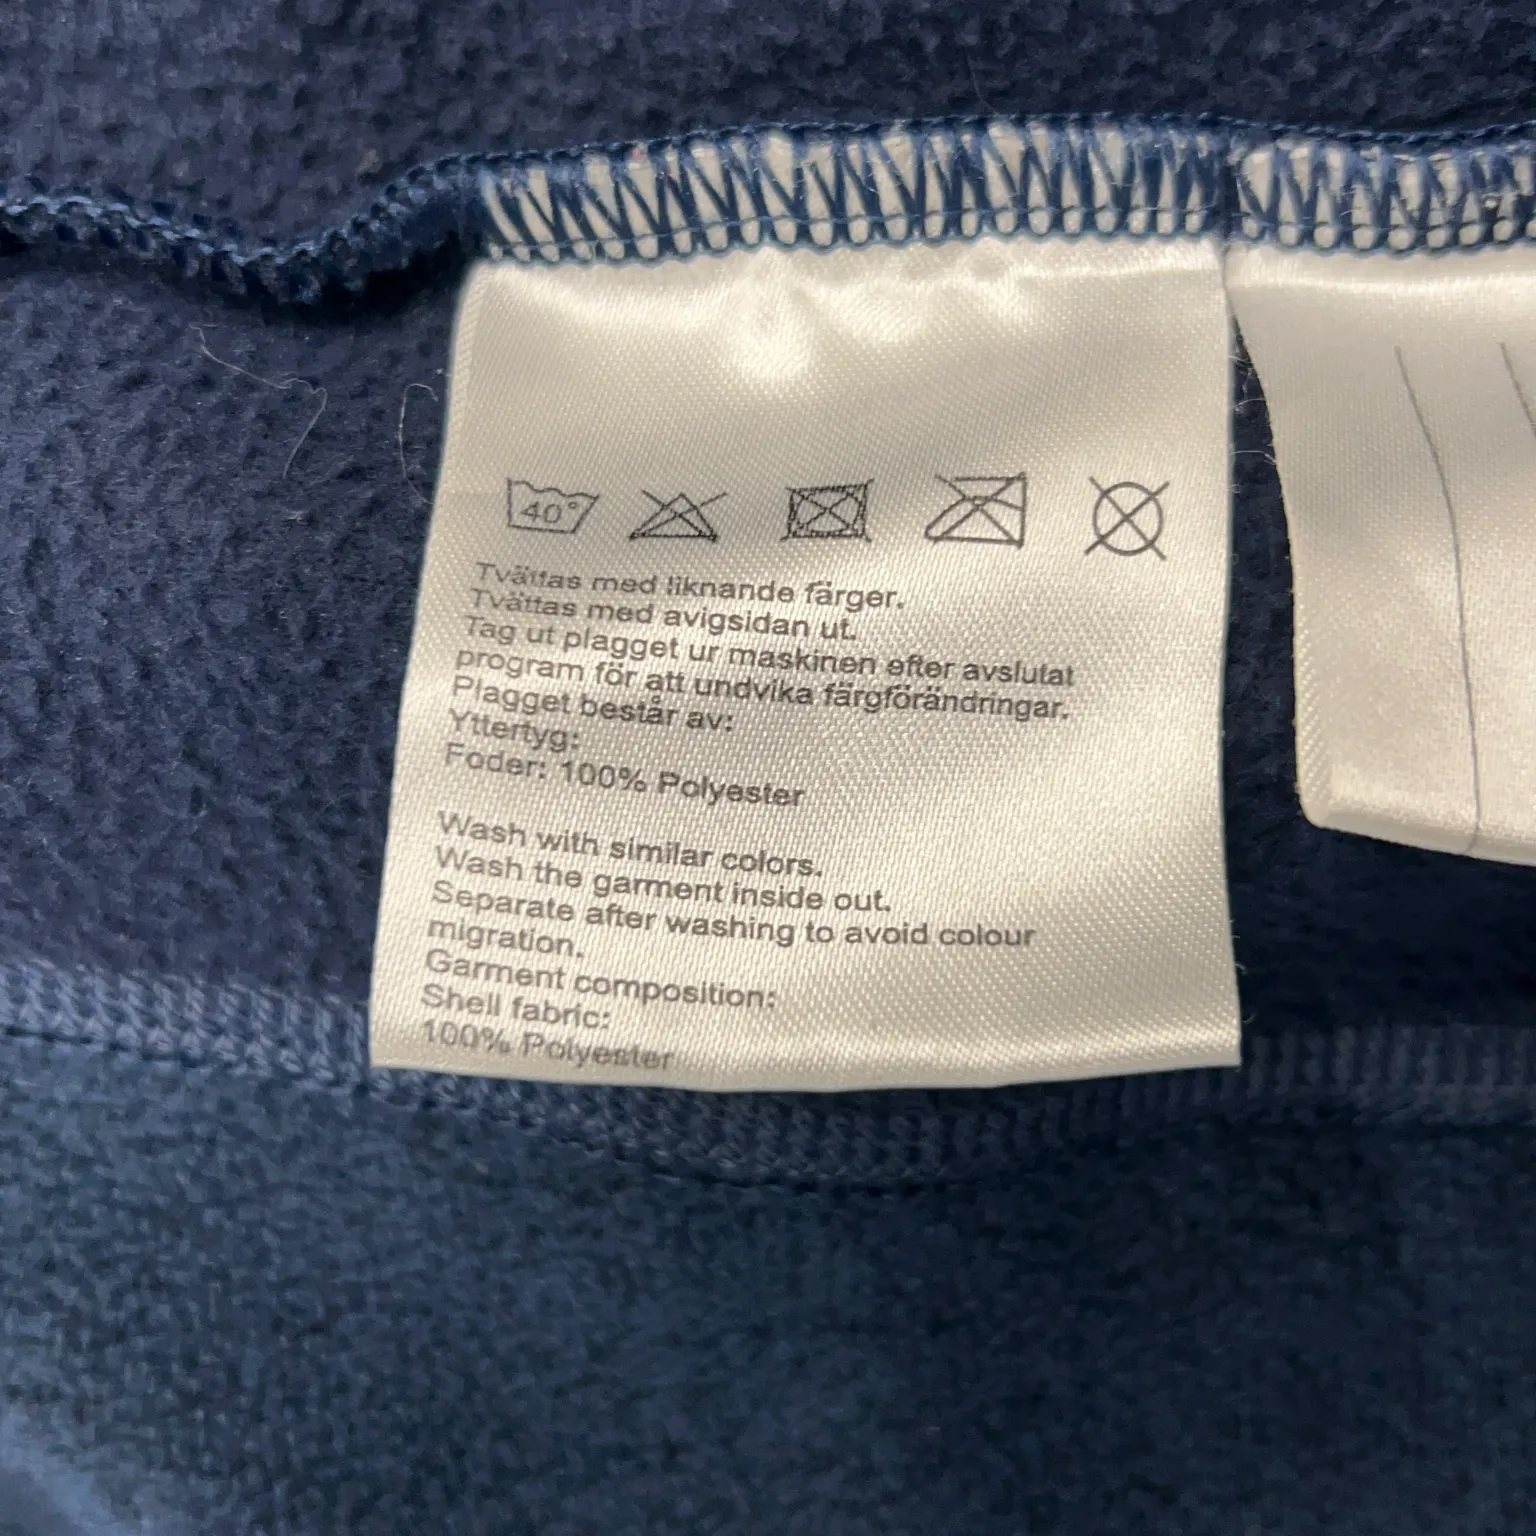 40°
Tvättas med liknande färger.
Tvättas med avigsidan ut.
Tag ut plagget ur maskinen efter avslutat
program för att undvika färgförändringar.
Plagget består av:
Yttertyg:
Foder: 100% Polyester
Wash with similar colors.
Wash the garment inside out.
Separate after washing to avoid colour
migration.
Garment composition:
Shell fabric:
100% Polyester